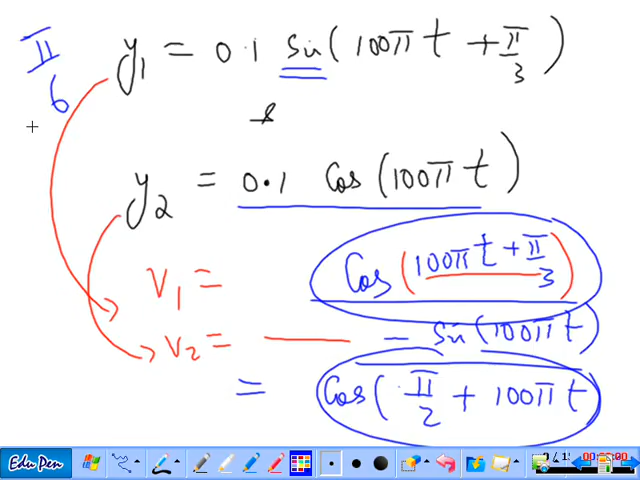 π/6
y₁ = 0.1 sin(100πt + π/3)
&
y₂ = 0.1 Cos(100πt)
V₁ = Cos(100πt + π/3)
V₂ = — - sin(100πt)
= Cos(π/2 + 100πt
Edu Pen